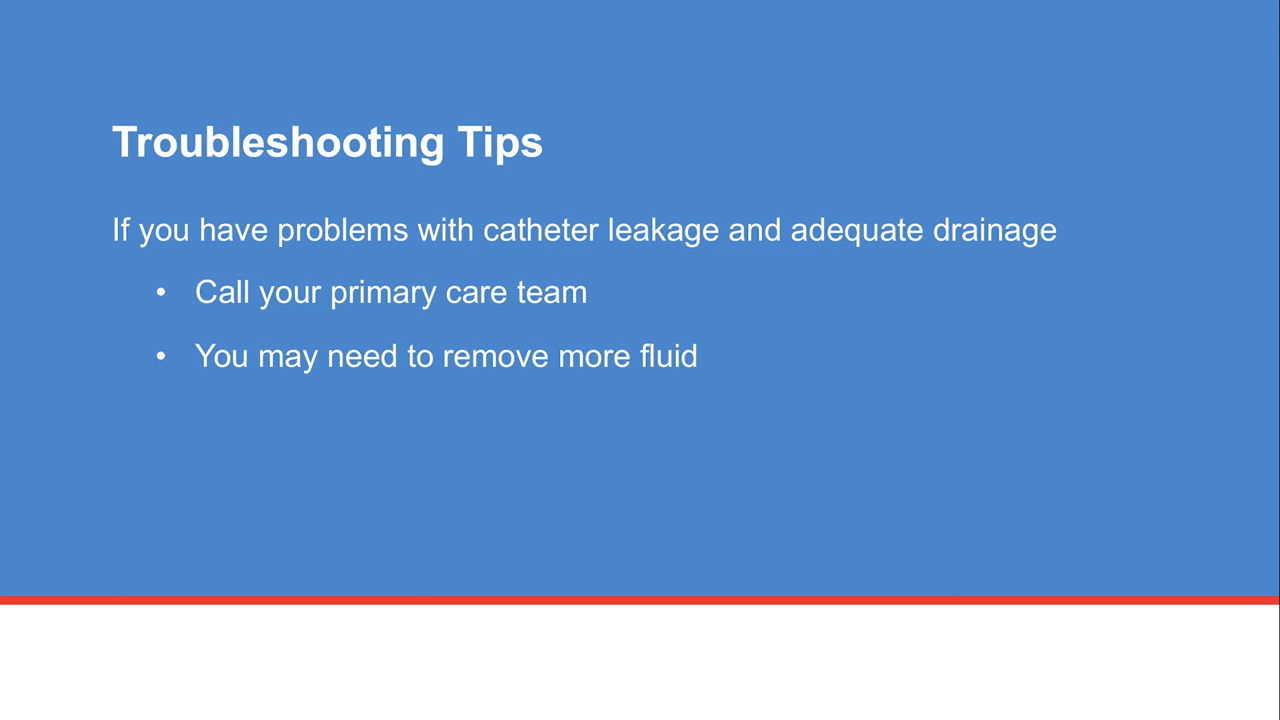 Troubleshooting Tips
If you have problems with catheter leakage and adequate drainage
• Call your primary care team
• You may need to remove more fluid